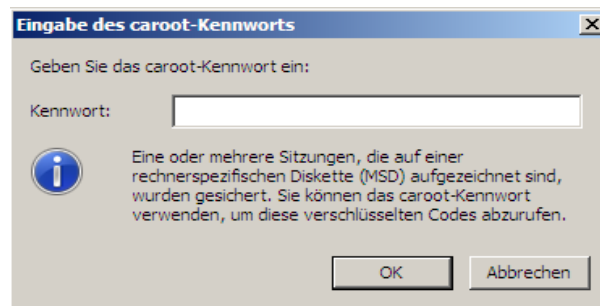 Eingabe des caroot-Kennworts
Geben Sie das caroot-Kennwort ein:
Kennwort:
Eine oder mehrere Sitzungen, die auf einer
rechnerspezifischen Diskette (MSD) aufgezeichnet sind,
wurden gesichert. Sie können das caroot-Kennwort
verwenden, um diese verschlüsselten Codes abzurufen.
OK
Abbrechen